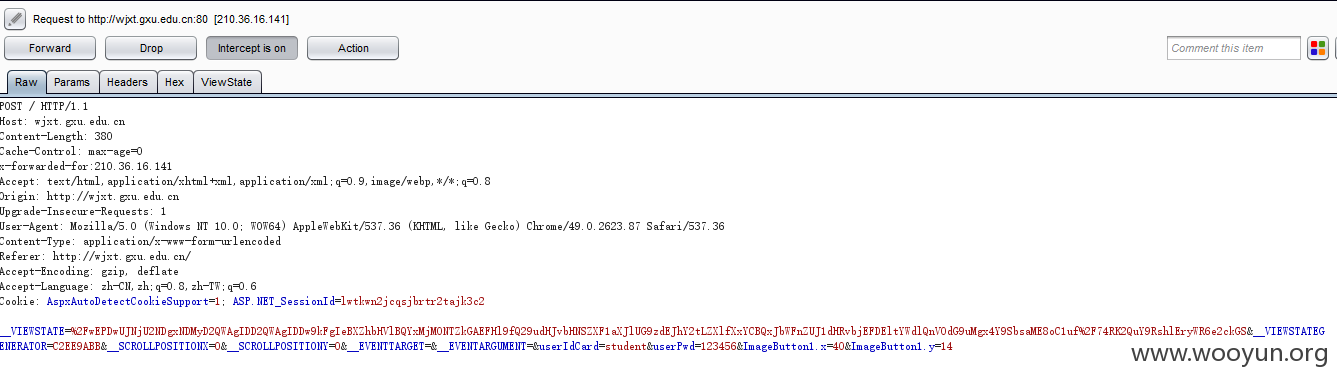 Request to http://wjxt.gxu.edu.cn:80 [210.36.16.141]
Forward Drop Intercept is on Action Comment this item
Raw Params Headers Hex ViewState
POST / HTTP/1.1
Host: wjxt.gxu.edu.cn
Content-Length: 380
Cache-Control: max-age=0
x-forwarded-for:210.36.16.141
Accept: text/html,application/xhtml+xml,application/xml;q=0.9,image/webp,*/*;q=0.8
Origin: http://wjxt.gxu.edu.cn
Upgrade-Insecure-Requests: 1
User-Agent: Mozilla/5.0 (Windows NT 10.0; WOW64) AppleWebKit/537.36 (KHTML, like Gecko) Chrome/49.0.2623.87 Safari/537.36
Content-Type: application/x-www-form-urlencoded
Referer: http://wjxt.gxu.edu.cn/
Accept-Encoding: gzip, deflate
Accept-Language: zh-CN,zh;q=0.8,zh-TW;q=0.6
Cookie: AspxAutoDetectCookieSupport=1; ASP.NET_SessionId=lwtkwn2jcqsjbrtr2tajk3c2
__VIEWSTATE=%2FwEPDwUJNjU2NDgxNDMyD2QWAgIDD2QWAgIDDw9kFgIeBXZhbHVlBQYxMjM0NTZkGAEFHl9fQ29udHJvbHNSZXF1aXJlUG9zdEJhY2tLZXlfXxYCBQxJbWFnZUJ1dHRvbjEFDEltYWdlQnV0dG9uMgx4Y9SbsaME8oC1uf%2F74RK2QuY9RshlEryWR6e2ckGS&__VIEWSTATEG
ENERATOR=C2EE9ABB&__SCROLLPOSITIONX=0&__SCROLLPOSITIONY=0&__EVENTTARGET=&__EVENTARGUMENT=&userIdCard=student&userPwd=123456&ImageButton1.x=40&ImageButton1.y=14
www.wooyun.org